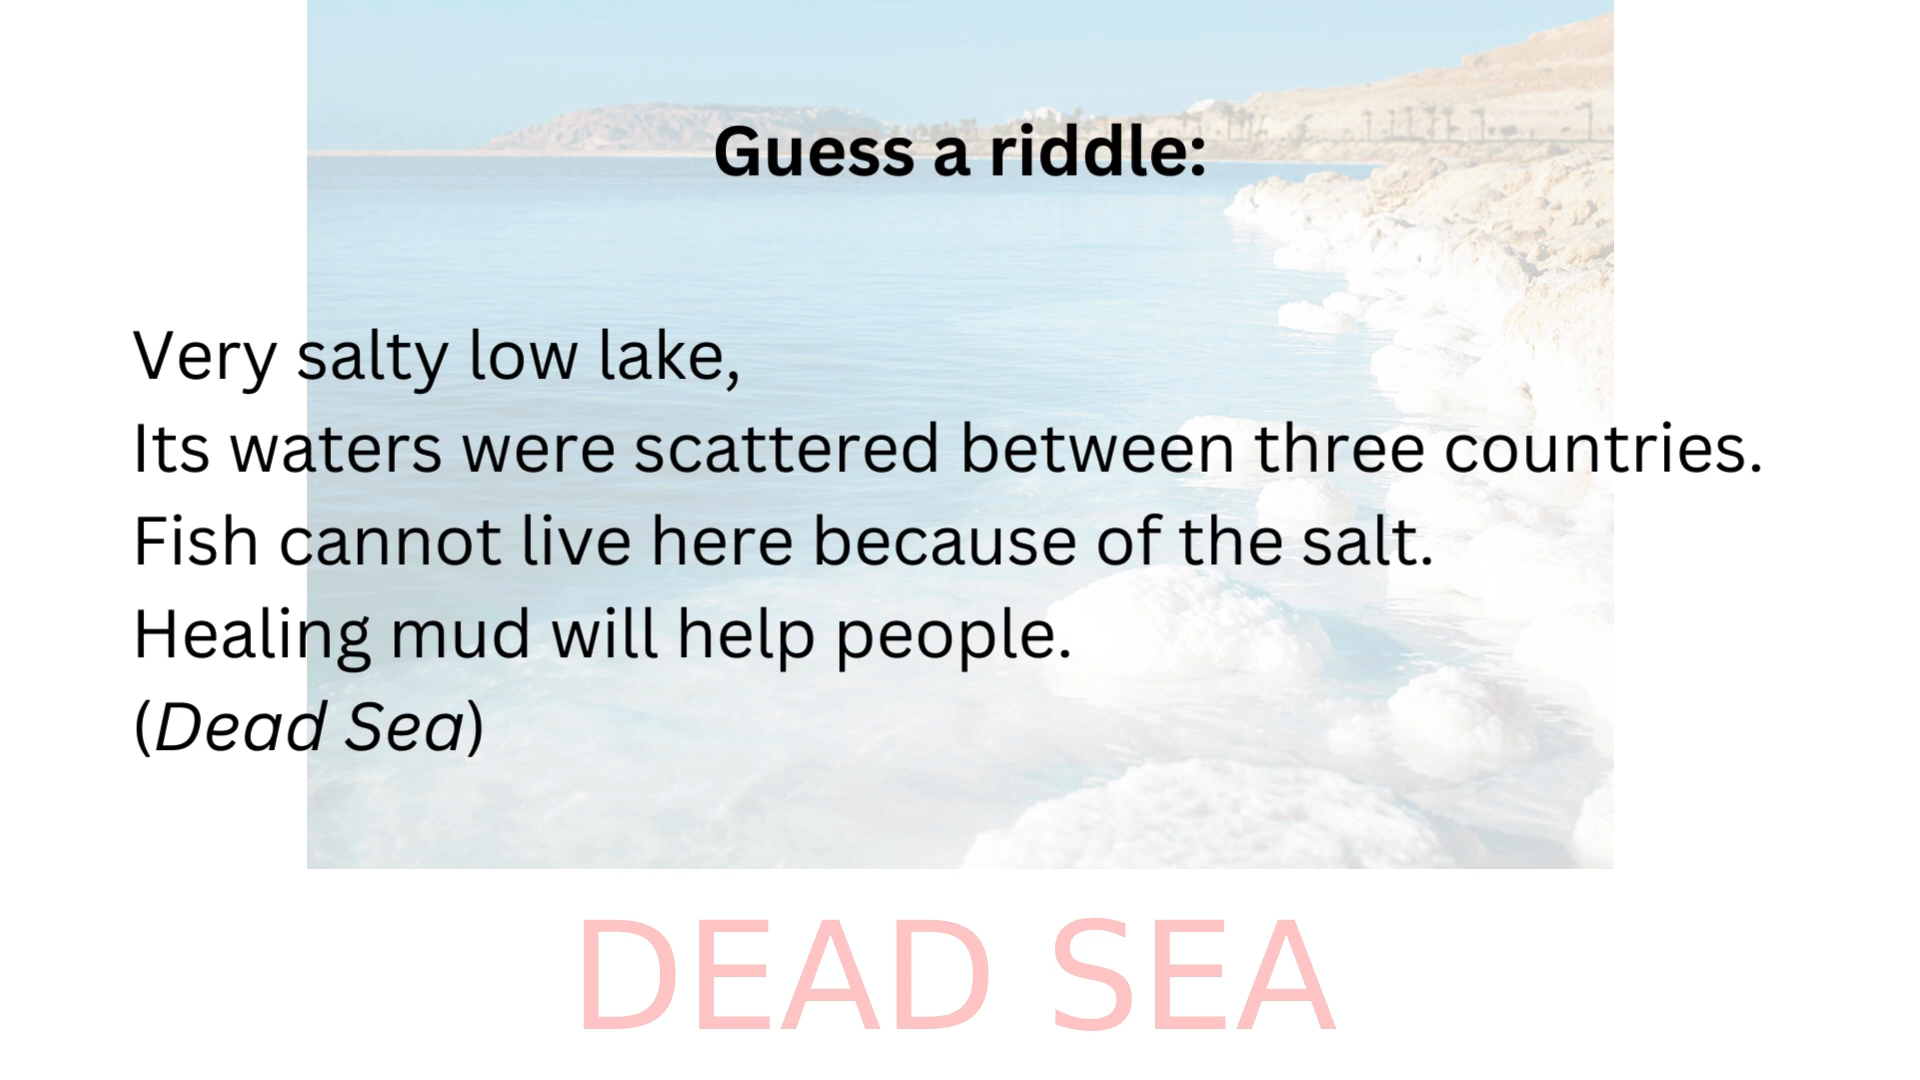 Guess a riddle:
Very salty low lake,
Its waters were scattered between three countries.
Fish cannot live here because of the salt.
Healing mud will help people.
(Dead Sea)
DEAD SEA